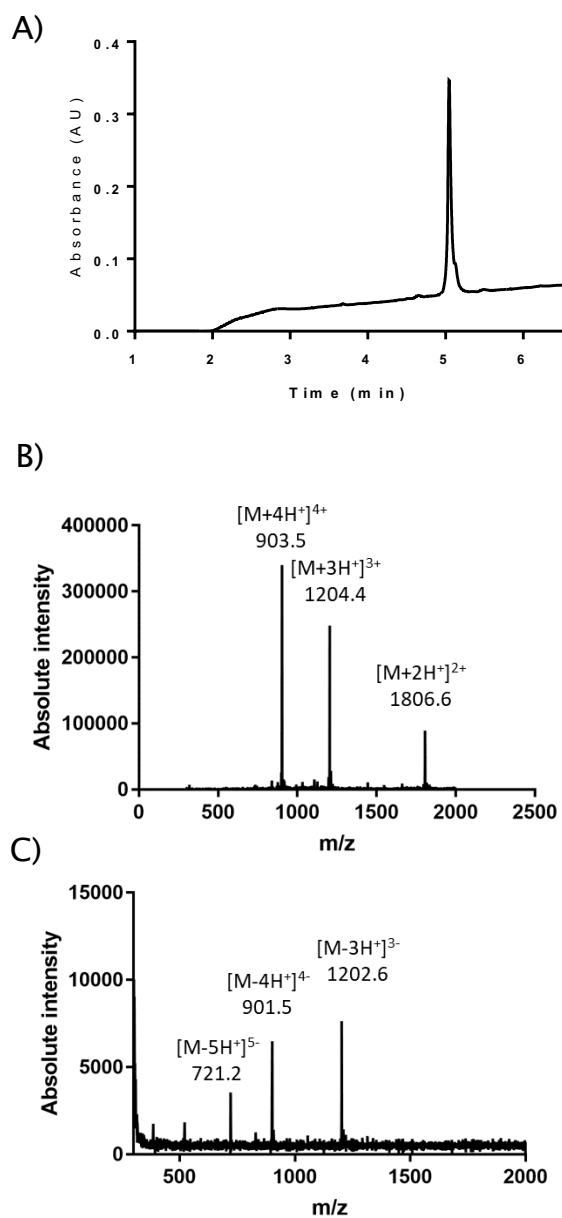 A)
0.4
0.3
0.2
0.1
0.0
Absorbance (AU)
1 2 3 4 5 6
Time (min)
B)
[M+4H⁺]⁴⁺
903.5
[M+3H⁺]³⁺
1204.4
[M+2H⁺]²⁺
1806.6
400000
300000
200000
100000
0
Absolute intensity
0 500 1000 1500 2000 2500
m/z
C)
[M-3H⁺]³⁻
1202.6
[M-4H⁺]⁴⁻
901.5
[M-5H⁺]⁵⁻
721.2
15000
10000
5000
0
Absolute intensity
500 1000 1500 2000
m/z